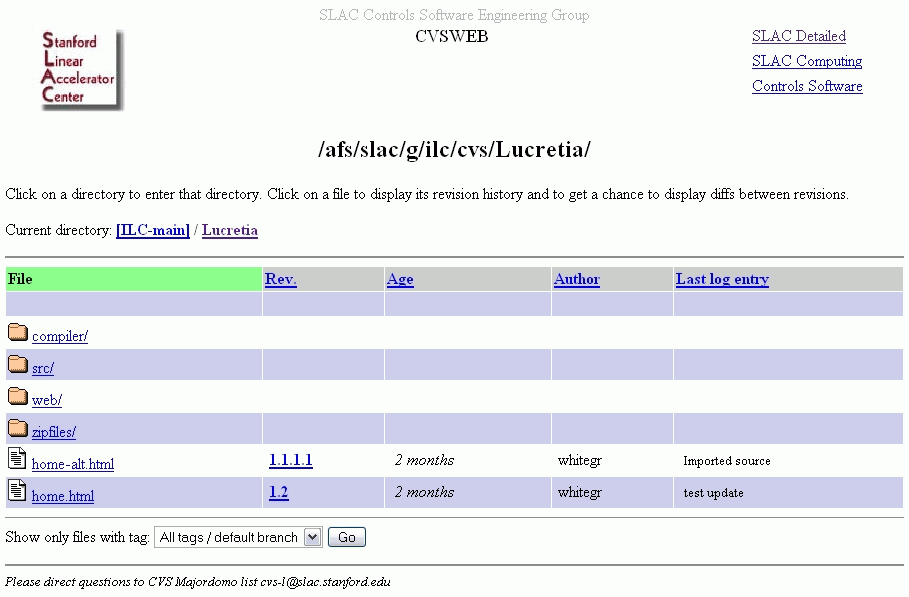 SLAC Controls Software Engineering Group
Stanford
Linear
Accelerator
Center
CVSWEB
SLAC Detailed
SLAC Computing
Controls Software
/afs/slac/g/ilc/cvs/Lucretia/
Click on a directory to enter that directory. Click on a file to display its revision history and to get a chance to display diffs between revisions.
Current directory: [ILC-main] / Lucretia
File Rev. Age Author Last log entry
compiler/
src/
web/
zipfiles/
home-alt.html 1.1.1.1 2 months whitegr Imported source
home.html 1.2 2 months whitegr test update
Show only files with tag: All tags / default branch Go
Please direct questions to CVS Majordomo list cvs-l@slac.stanford.edu